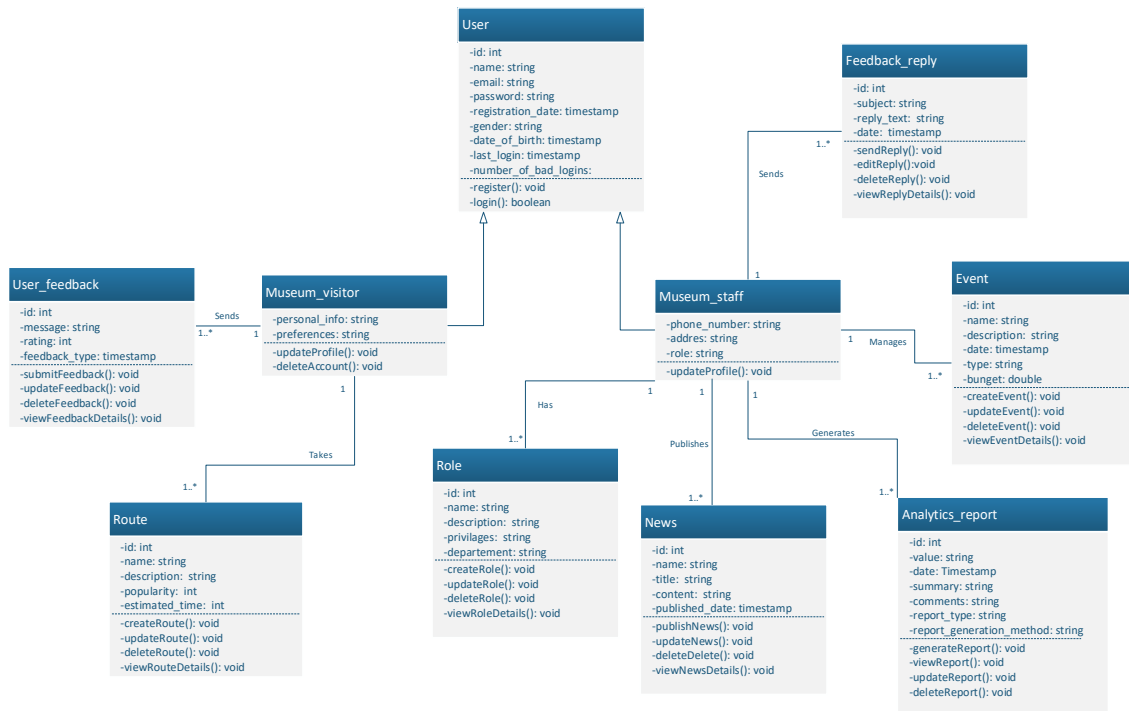 User
-id: int
-name: string
-email: string
-password: string
-registration_date: timestamp
-gender: string
-date_of_birth: timestamp
-last_login: timestamp
-number_of_bad_logins:
-register(): void
-login(): boolean
Feedback_reply
-id: int
-subject: string
-reply_text:  string
-date:  timestamp
-sendReply(): void
-editReply():void
-deleteReply(): void
-viewReplyDetails(): void
1..*
Sends
1
User_feedback
-id: int
-message: string
-rating: int
-feedback_type: timestamp
-submitFeedback(): void
-updateFeedback(): void
-deleteFeedback(): void
-viewFeedbackDetails(): void
Sends
1..*
1
Museum_visitor
-personal_info: string
-preferences: string
-updateProfile(): void
-deleteAccount(): void
Museum_staff
-phone_number: string
-addres: string
-role: string
-updateProfile(): void
Event
-id: int
-name: string
-description:  string
-date: timestamp
-type: string
-bunget: double
-createEvent(): void
-updateEvent(): void
-deleteEvent(): void
-viewEventDetails(): void
1
Manages
1..*
1
Takes
1..*
1
Has
1..*
1
Publishes
1..*
1
Generates
1..*
Route
-id: int
-name: string
-description:  string
-popularity:  int
-estimated_time:  int
-createRoute(): void
-updateRoute(): void
-deleteRoute(): void
-viewRouteDetails(): void
Role
-id: int
-name: string
-description:  string
-privilages: string
-departement: string
-createRole(): void
-updateRole(): void
-deleteRole(): void
-viewRoleDetails(): void
News
-id: int
-name: string
-title:  string
-content: string
-published_date: timestamp
-publishNews(): void
-updateNews(): void
-deleteDelete(): void
-viewNewsDetails(): void
Analytics_report
-id: int
-value: string
-date: Timestamp
-summary: string
-comments: string
-report_type: string
-report_generation_method: string
-generateReport(): void
-viewReport(): void
-updateReport(): void
-deleteReport(): void